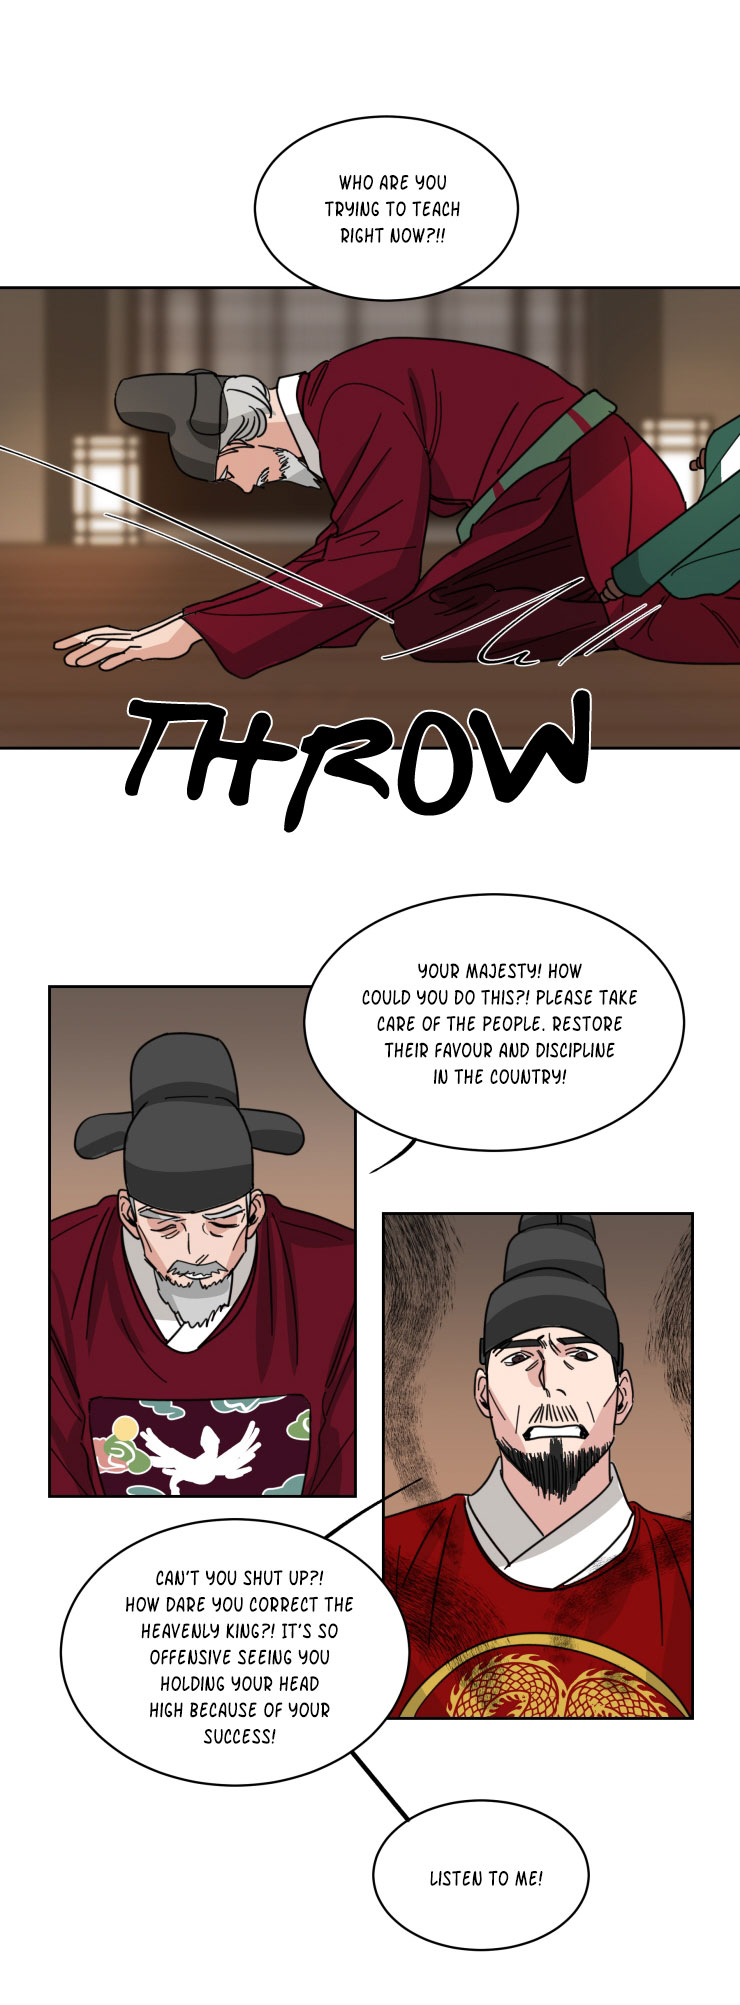 WHO ARE YOU
TRYING TO TEACH
RIGHT NOW?!!
THROW
YOUR MAJESTY! HOW
COULD YOU DO THIS?! PLEASE TAKE
CARE OF THE PEOPLE. RESTORE
THEIR FAVOUR AND DISCIPLINE
IN THE COUNTRY!
CAN'T YOU SHUT UP?!
HOW DARE YOU CORRECT THE
HEAVENLY KING?! IT'S SO
OFFENSIVE SEEING YOU
HOLDING YOUR HEAD
HIGH BECAUSE OF YOUR
SUCCESS!
LISTEN TO ME!